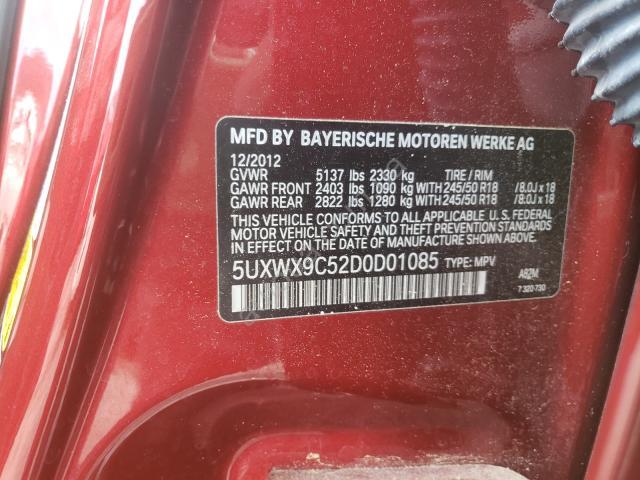 MFD BY BAYERISCHE MOTOREN WERKE AG
12/2012
GVWR 5137 lbs 2330 kg TIRE / RIM
GAWR FRONT 2403 lbs 1090 kg WITH 245/50 R18 /8.0J x 18
GAWR REAR 2822 lbs 1280 kg WITH 245/50 R18 /8.0J x 18
THIS VEHICLE CONFORMS TO ALL APPLICABLE U. S. FEDERAL
MOTOR VEHICLE SAFETY, BUMPER, AND THEFT PREVENTION
STANDARDS IN EFFECT ON THE DATE OF MANUFACTURE SHOWN ABOVE.
5UXWX9C52D0D01085 TYPE: MPV
A92M
7 320-730